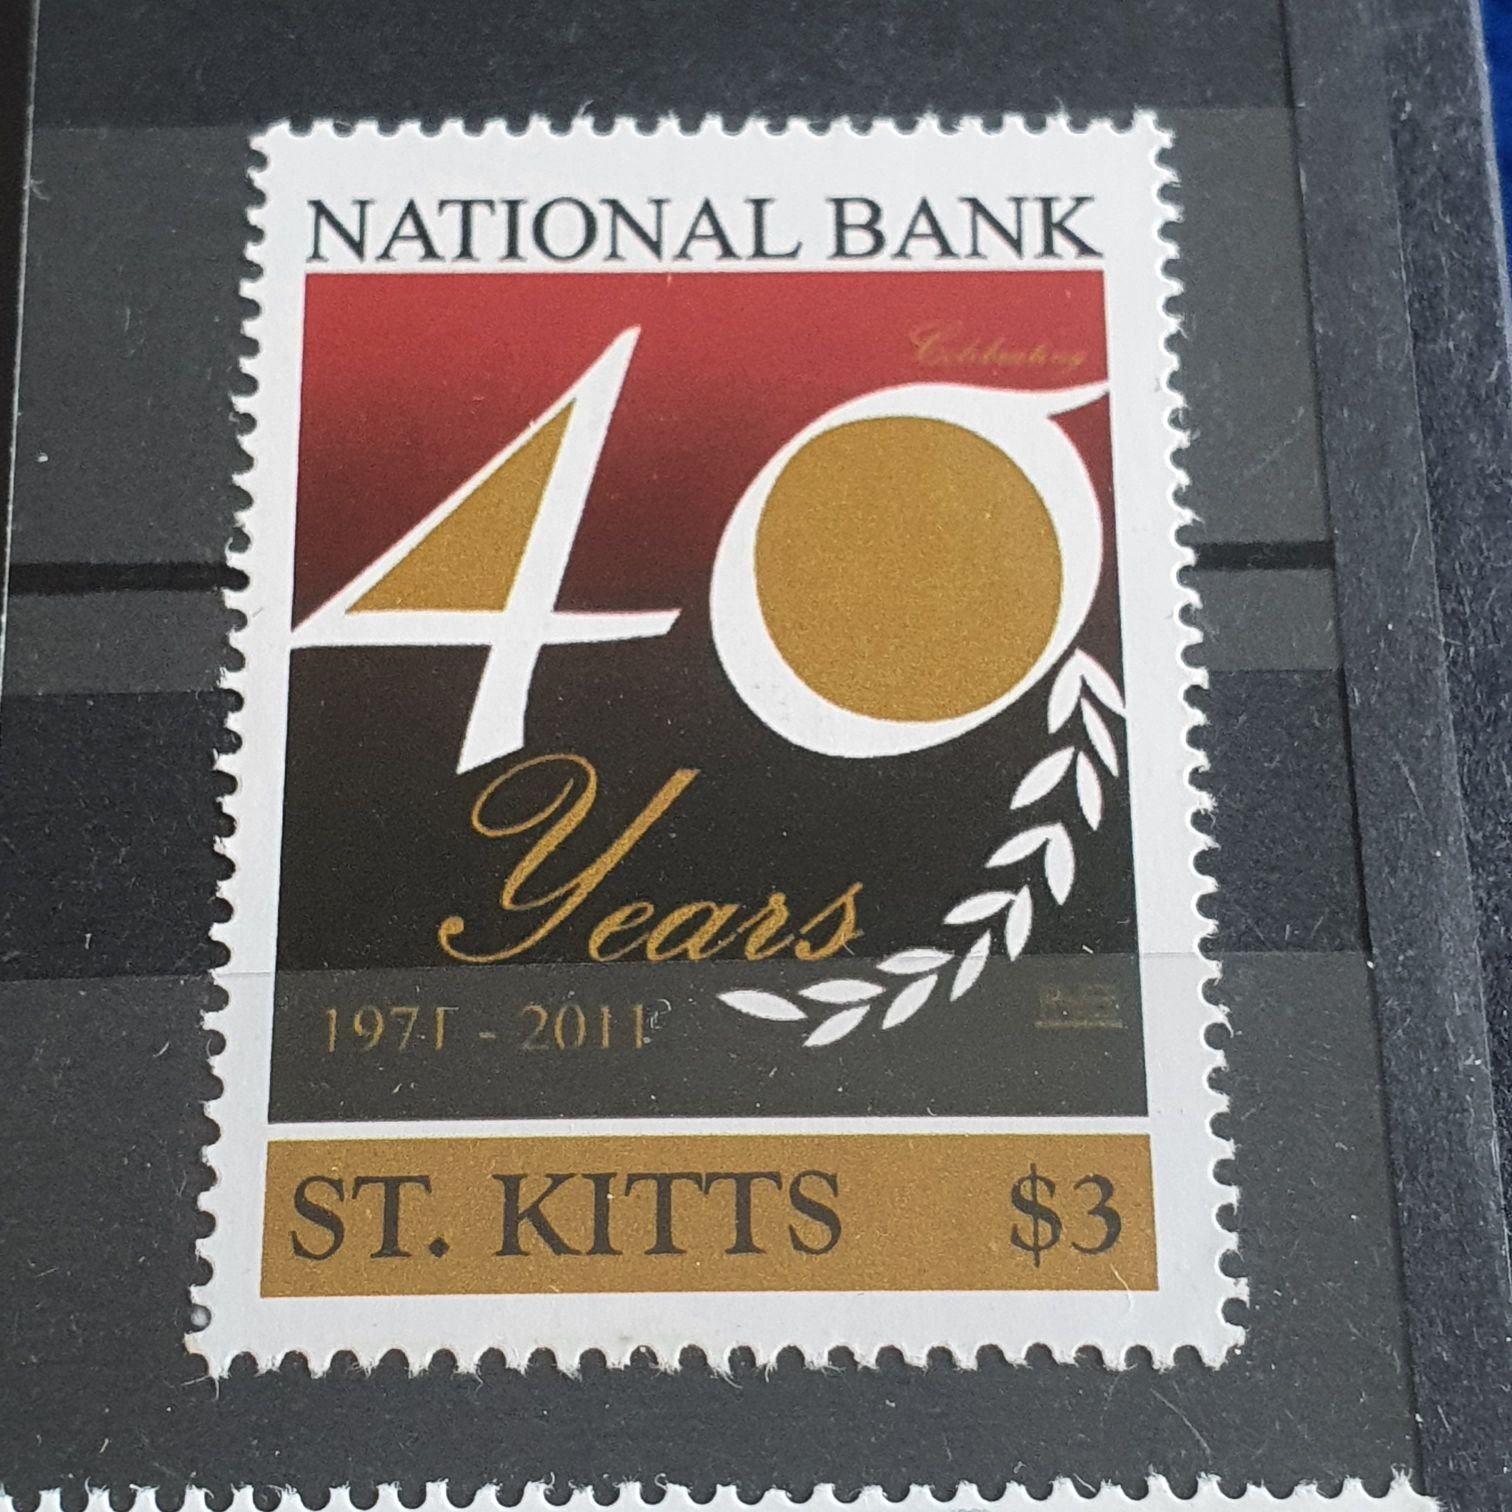 NATIONAL BANK
Celebrating
40
Years
1971 - 2011
ST. KITTS $3